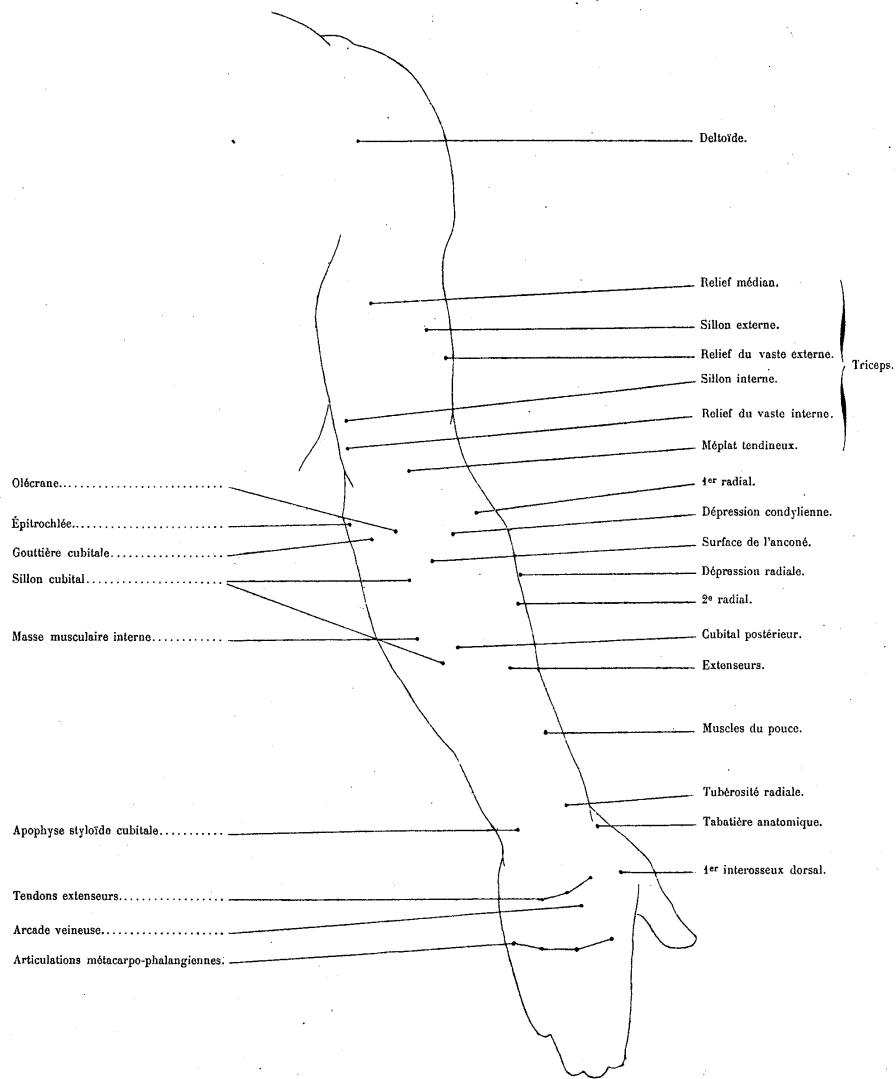 Deltoïde.
Relief médian.
Sillon externe.
Relief du vaste externe.
Triceps.
Sillon interne.
Relief du vaste interne.
Méplat tendineux.
1er radial.
Dépression condylienne.
Surface de l'anconé.
Dépression radiale.
2e radial.
Cubital postérieur.
Extenseurs.
Muscles du pouce.
Tubérosité radiale.
Tabatière anatomique.
1er interosseux dorsal.
Olécrane.......................
Épitrochlée.....................
Gouttière cubitale................
Sillon cubital....................
Masse musculaire interne..........
Apophyse styloïde cubitale.........
Tendons extenseurs...............
Arcade veineuse..................
Articulations métacarpo-phalangiennes.